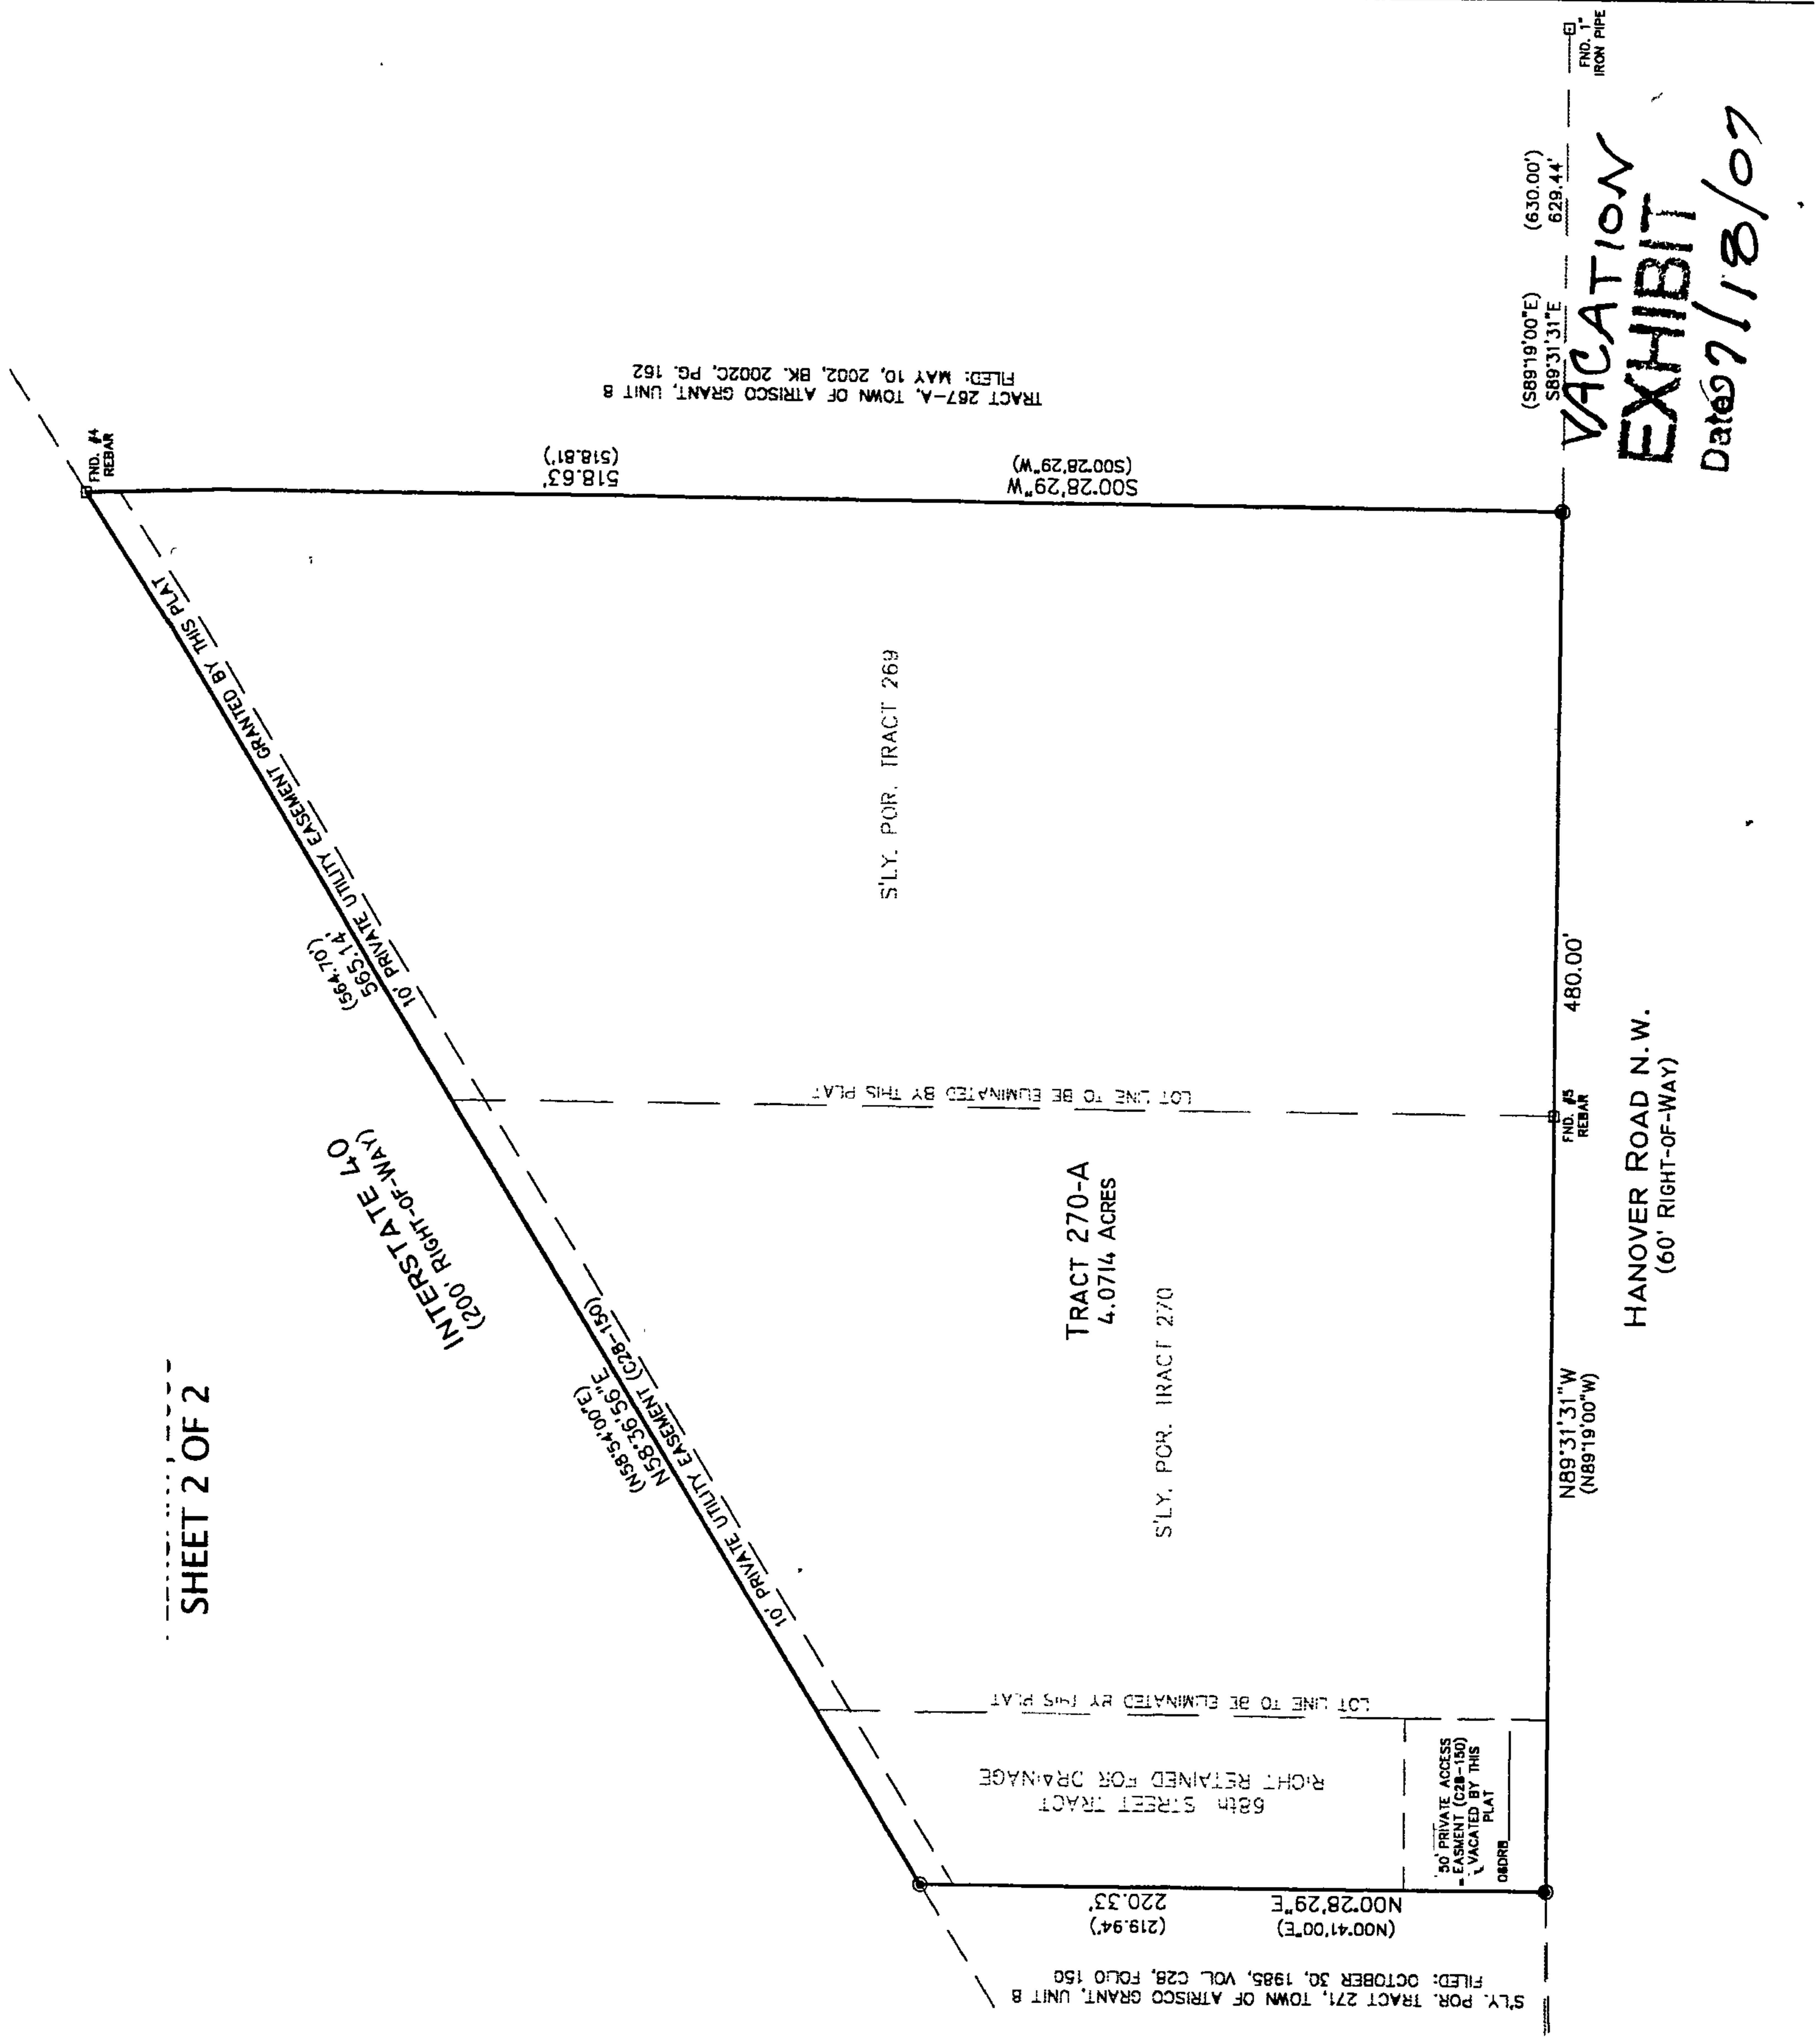 SHEET 2 OF 2
INTERSTATE 40
(200' RIGHT-OF-WAY)
FND. #4
REBAR
(564.70')
565.14'
10' PRIVATE UTILITY EASEMENT GRANTED BY THIS PLAT
(N58°54'00"E)
N58°36'56"E
10' PRIVATE UTILITY EASEMENT (C28-150)
518.63'
(518.81')
S00°28'29"W
(S00°28'29"W)
TRACT 267-A, TOWN OF ATRISCO GRANT, UNIT 8
FILED: MAY 10, 2002, BK. 2002C, PG. 162
S'LY. POR. TRACT 269
LOT LINE TO BE ELIMINATED BY THIS PLAT
TRACT 270-A
4.0714 ACRES
S'LY. POR. TRACT 270
LOT LINE TO BE ELIMINATED BY THIS PLAT
68th STREET TRACT
RIGHT RETAINED FOR DRAINAGE
50' PRIVATE ACCESS
EASMENT (C28-150)
VACATED BY THIS
PLAT
06DRB
(N00°41'00"E)
N00°28'29"E
(219.94')
220.33'
S'LY. POR. TRACT 271, TOWN OF ATRISCO GRANT, UNIT 8
FILED: OCTOBER 30, 1985, VOL. C28, FOLIO 150
N89°31'31"W
(N89°19'00"W)
FND. #5
REBAR
480.00'
HANOVER ROAD N.W.
(60' RIGHT-OF-WAY)
(S89°19'00"E)
S89°31'31"E
(630.00')
629.44'
FND. 1"
IRON PIPE
VACATION
EXHIBIT
Date 7/18/07